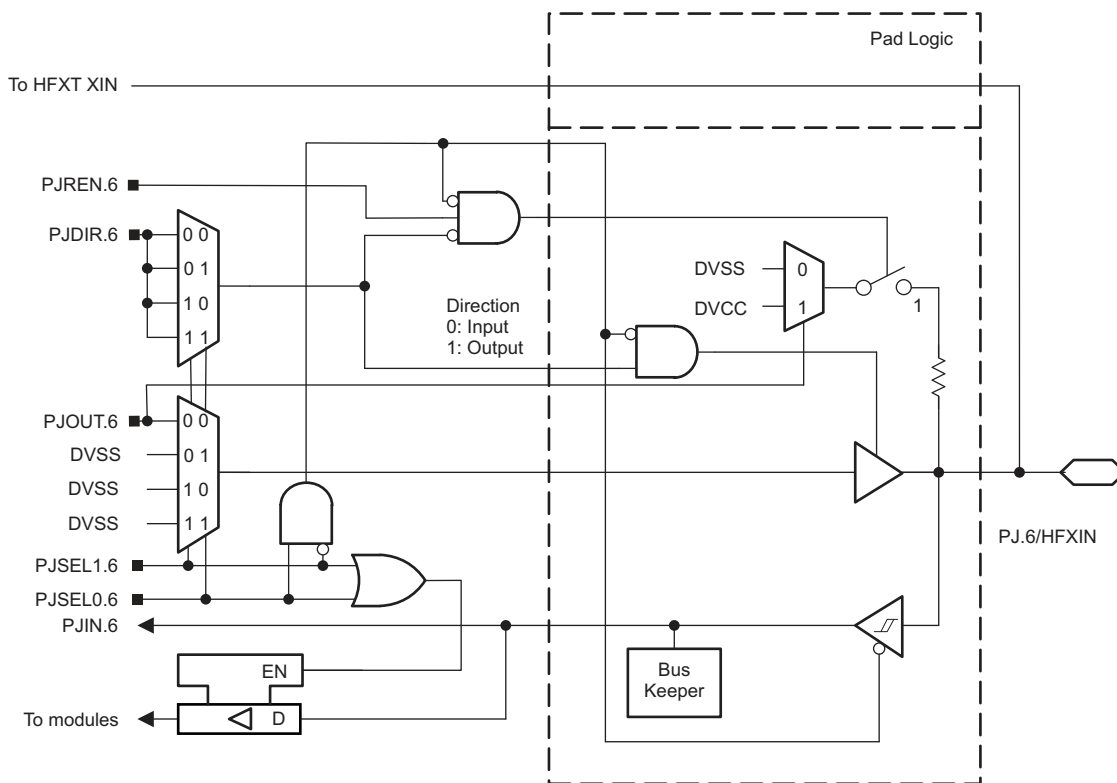 Pad Logic
To HFXT XIN
PJREN.6
PJDIR.6
0 0
0 1
1 0
1 1
Direction
0: Input
1: Output
DVSS
0
DVCC
1
1
PJOUT.6
0 0
DVSS
0 1
DVSS
1 0
DVSS
1 1
PJ.6/HFXIN
PJSEL1.6
PJSEL0.6
PJIN.6
EN
Bus
Keeper
To modules
D